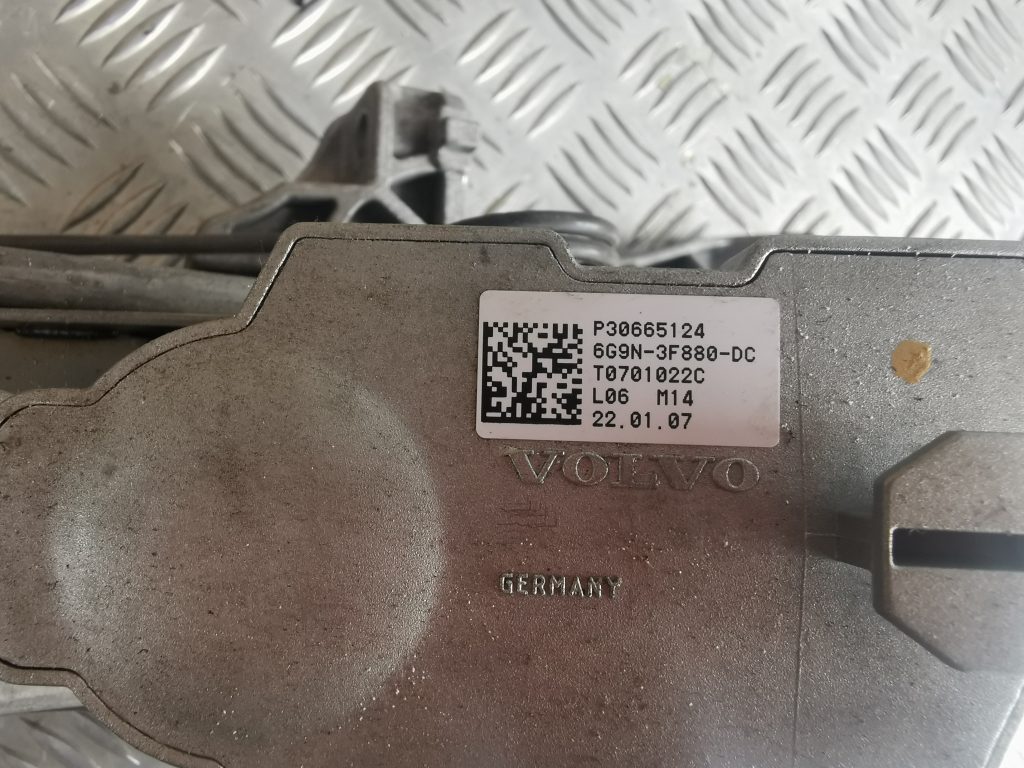 P30665124
6G9N-3F880-DC
T0701022C
L06 M14
22.01.07
VOLVO
GERMANY